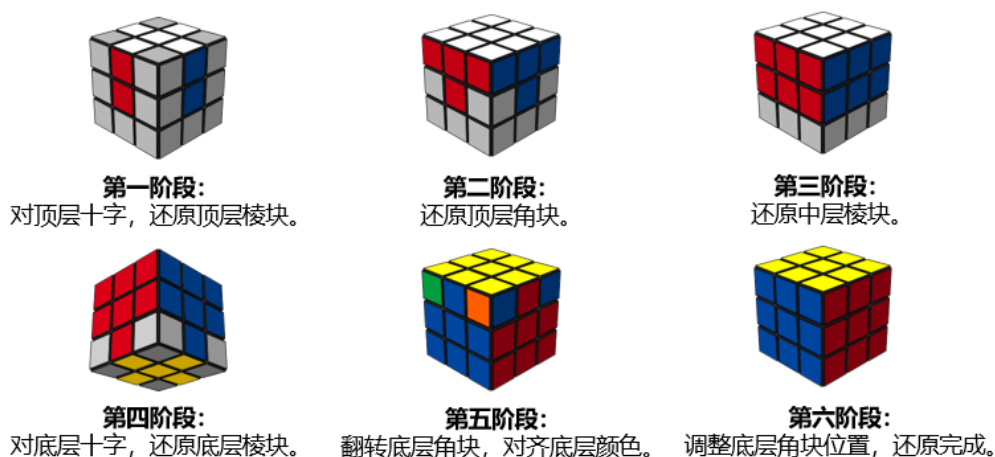 第一阶段：
对顶层十字，还原顶层棱块。
第二阶段：
还原顶层角块。
第三阶段：
还原中层棱块。
第四阶段：
对底层十字，还原底层棱块。
第五阶段：
翻转底层角块，对齐底层颜色。
第六阶段：
调整底层角块位置，还原完成。